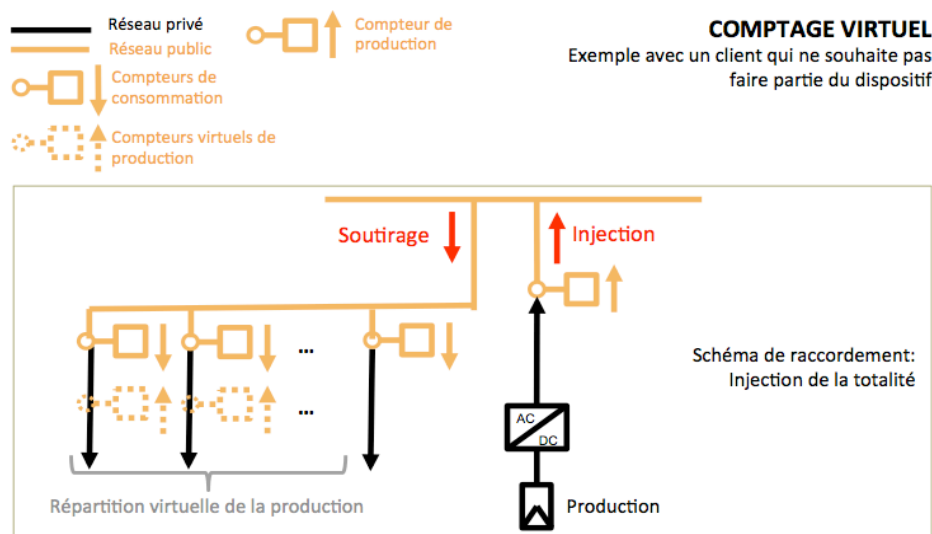 Réseau privé
Réseau public
Compteur de
production
COMPTAGE VIRTUEL
Exemple avec un client qui ne souhaite pas
faire partie du dispositif
Compteurs de
consommation
Compteurs virtuels de
production
Soutirage
Injection
...
Schéma de raccordement:
Injection de la totalité
...
AC
DC
Répartition virtuelle de la production
Production